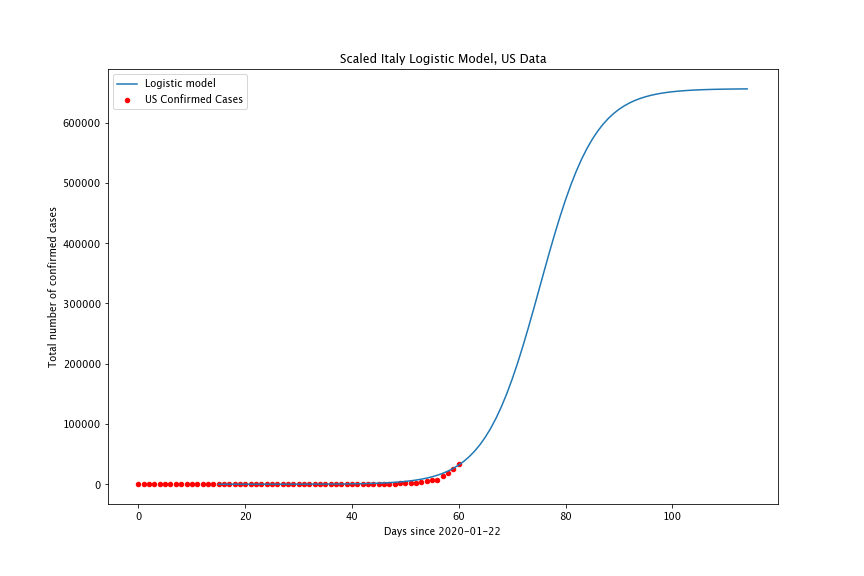 Scaled Italy Logistic Model, US Data
Logistic model
US Confirmed Cases
Total number of confirmed cases
600000
500000
400000
300000
200000
100000
0
0 20 40 60 80 100
Days since 2020-01-22